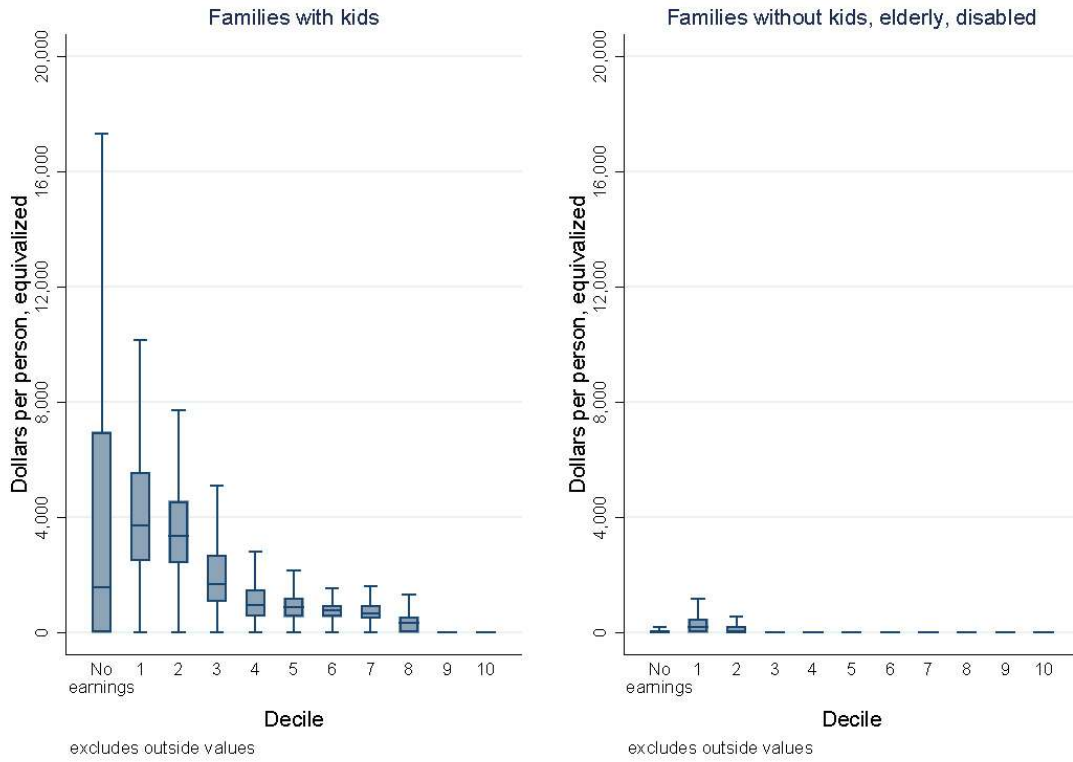 Families with kids
Dollars per person, equivalized
20,000
16,000
12,000
8,000
4,000
0
No earnings 1 2 3 4 5 6 7 8 9 10
Decile
excludes outside values
Families without kids, elderly, disabled
Dollars per person, equivalized
20,000
16,000
12,000
8,000
4,000
0
No earnings 1 2 3 4 5 6 7 8 9 10
Decile
excludes outside values